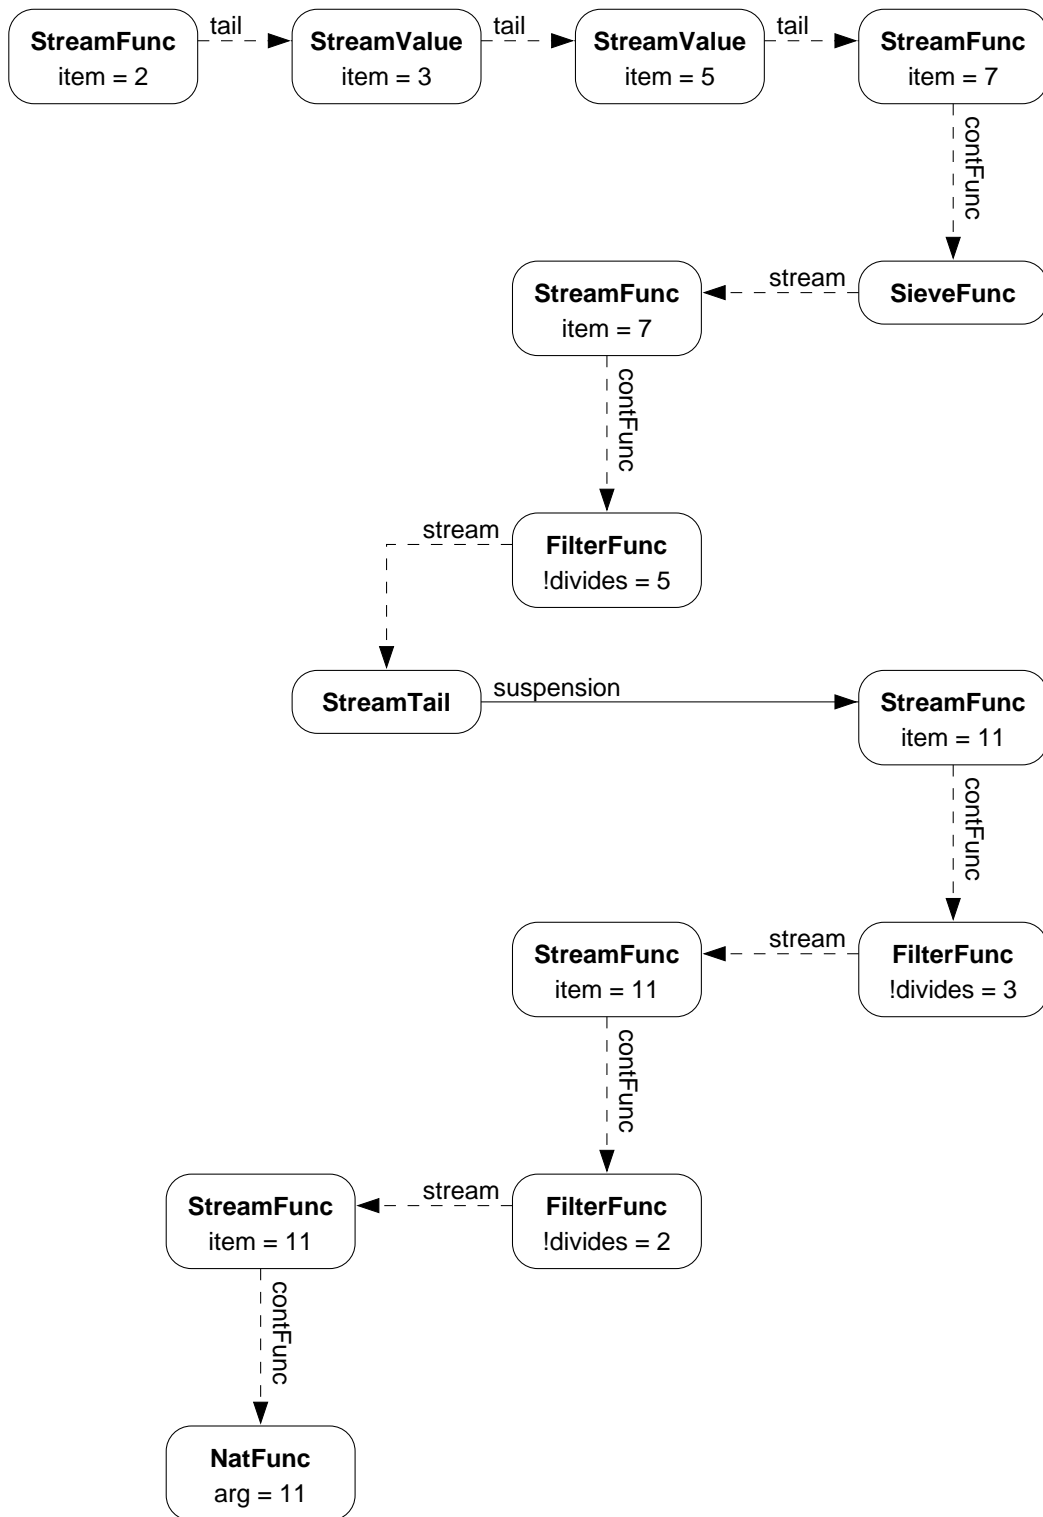 StreamFunc
item = 2
tail
StreamValue
item = 3
tail
StreamValue
item = 5
tail
StreamFunc
item = 7
contFunc
SieveFunc
stream
StreamFunc
item = 7
contFunc
FilterFunc
!divides = 5
stream
StreamTail
suspension
StreamFunc
item = 11
contFunc
FilterFunc
!divides = 3
stream
StreamFunc
item = 11
contFunc
FilterFunc
!divides = 2
stream
StreamFunc
item = 11
contFunc
NatFunc
arg = 11